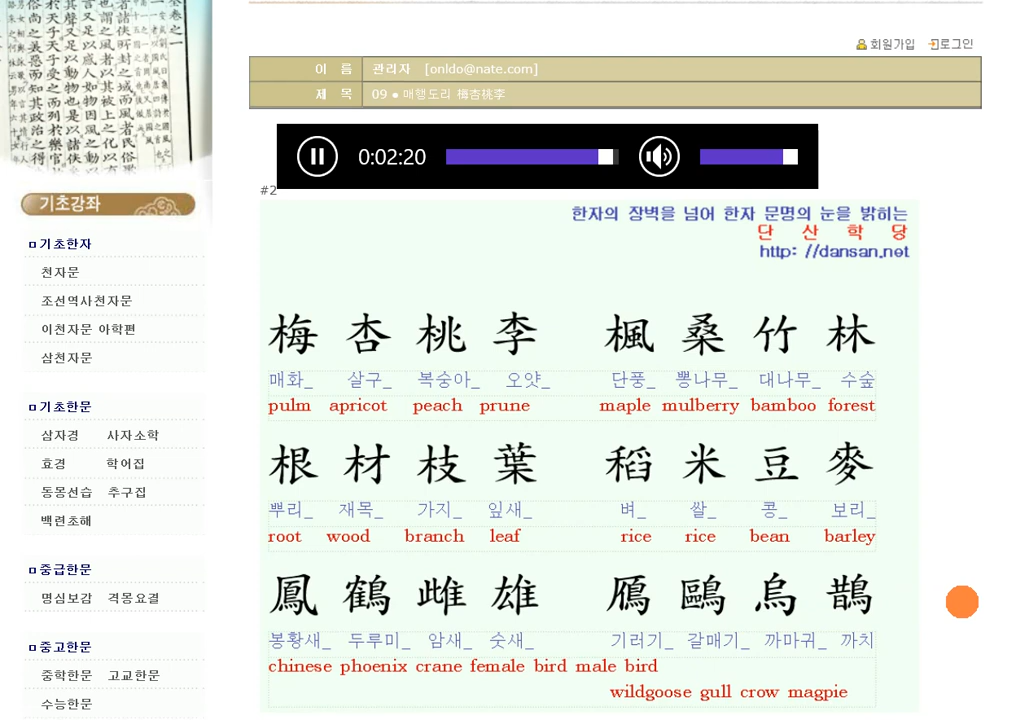 회원가입 로그인
이 름 관리자 [onldo@nate.com]
제 목 09 ● 매행도리 梅杏桃李
0:02:20
#2
기초강좌
기초한자
천자문
조선역사천자문
이천자문 아학편
삼천자문
기초한문
삼자경 사자소학
효경 학어집
동몽선습 추구집
백련초해
중급한문
명심보감 격몽요결
중고한문
중학한문 고교한문
수능한문
한자의 장벽을 넘어 한자 문명의 눈을 밝히는
단 산 학 당
http: //dansan.net
梅 杏 桃 李 楓 桑 竹 林
매화_ 살구_ 복숭아_ 오얏_ 단풍_ 뽕나무_ 대나무_ 수숲
pulm apricot peach prune maple mulberry bamboo forest
根 材 枝 葉 稻 米 豆 麥
뿌리_ 재목_ 가지_ 잎새_ 벼_ 쌀_ 콩_ 보리_
root wood branch leaf rice rice bean barley
鳳 鶴 雌 雄 鴈 鷗 烏 鵲
봉황새_ 두루미_ 암새_ 숫새_ 기러기_ 갈매기_ 까마귀_ 까치
chinese phoenix crane female bird male bird
wildgoose gull crow magpie